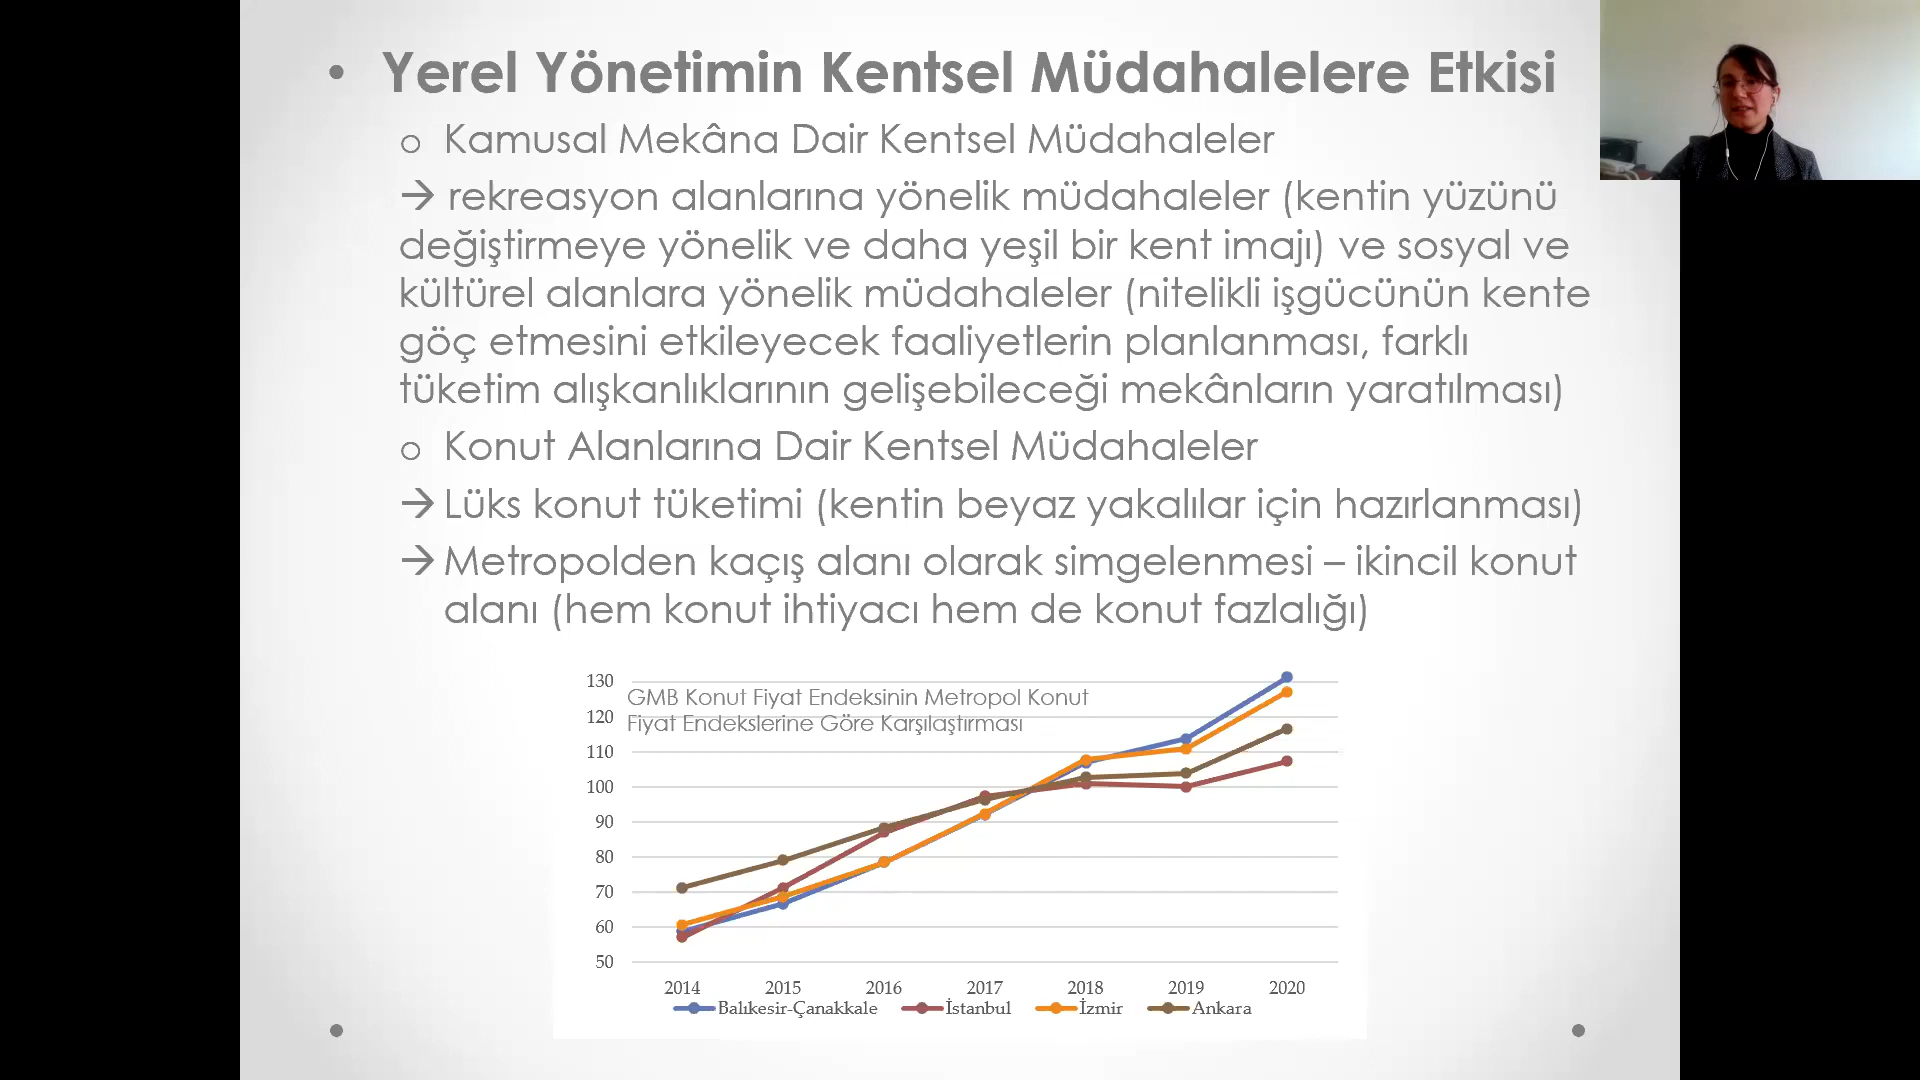 • Yerel Yönetimin Kentsel Müdahalelere Etkisi
o Kamusal Mekâna Dair Kentsel Müdahaleler
→ rekreasyon alanlarına yönelik müdahaleler (kentin yüzünü
değiştirmeye yönelik ve daha yeşil bir kent imajı) ve sosyal ve
kültürel alanlara yönelik müdahaleler (nitelikli işgücünün kente
göç etmesini etkileyecek faaliyetlerin planlanması, farklı
tüketim alışkanlıklarının gelişebileceği mekânların yaratılması)
o Konut Alanlarına Dair Kentsel Müdahaleler
→ Lüks konut tüketimi (kentin beyaz yakalılar için hazırlanması)
→ Metropolden kaçış alanı olarak simgelenmesi – ikincil konut
alanı (hem konut ihtiyacı hem de konut fazlalığı)
GMB Konut Fiyat Endeksinin Metropol Konut
Fiyat Endekslerine Göre Karşılaştırması
130
120
110
100
90
80
70
60
50
2014 2015 2016 2017 2018 2019 2020
Balıkesir-Çanakkale İstanbul İzmir Ankara